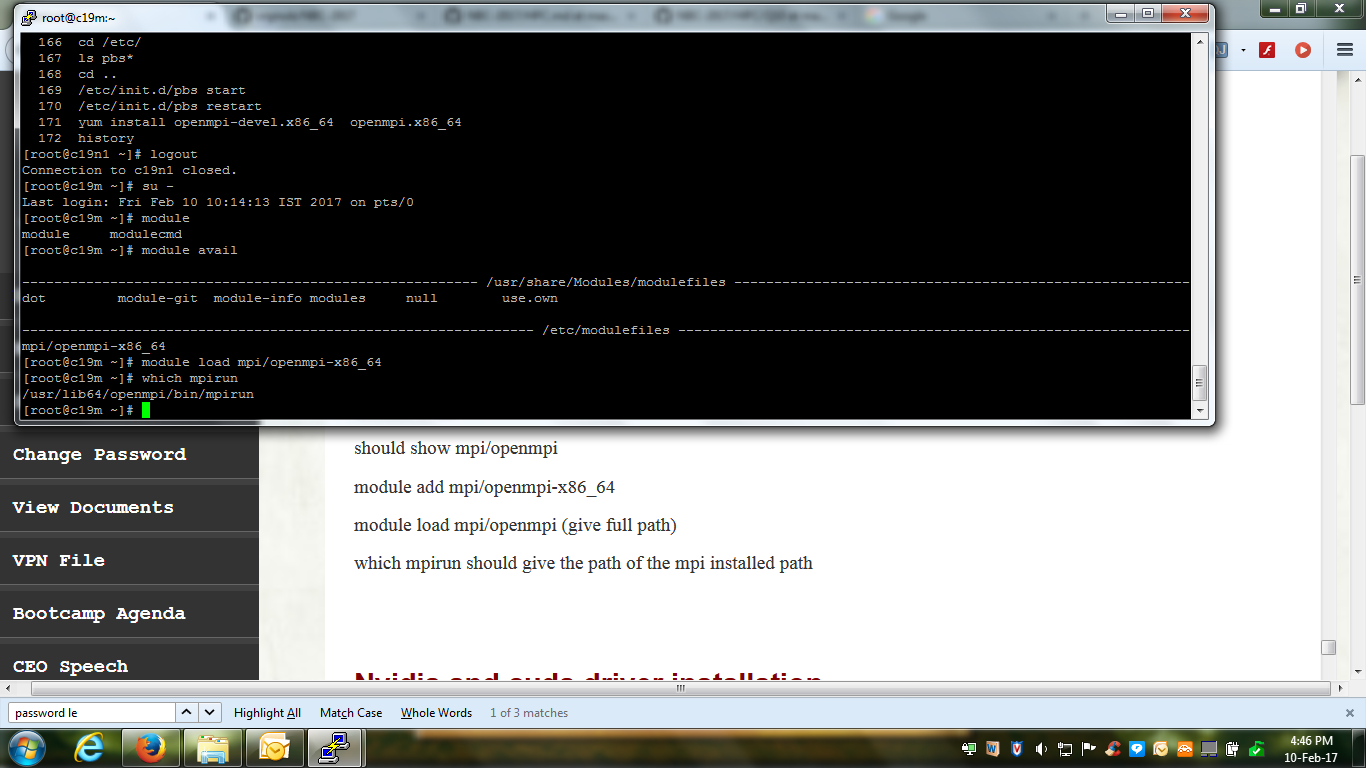 root@c19m:~
166 cd /etc/
167 ls pbs*
168 cd ..
169 /etc/init.d/pbs start
170 /etc/init.d/pbs restart
171 yum install openmpi-devel.x86_64 openmpi.x86_64
172 history
[root@c19n1 ~]# logout
Connection to c19n1 closed.
[root@c19m ~]# su -
Last login: Fri Feb 10 10:14:13 IST 2017 on pts/0
[root@c19m ~]# module
module modulecmd
[root@c19m ~]# module avail
------------------------------------------------------- /usr/share/Modules/modulefiles -------------------------------------------------------
dot module-git module-info modules null use.own
---------------------------------------------------------------- /etc/modulefiles ----------------------------------------------------------------
mpi/openmpi-x86_64
[root@c19m ~]# module load mpi/openmpi-x86_64
[root@c19m ~]# which mpirun
/usr/lib64/openmpi/bin/mpirun
[root@c19m ~]#
should show mpi/openmpi
module add mpi/openmpi-x86_64
module load mpi/openmpi (give full path)
which mpirun should give the path of the mpi installed path
Nvidia and cuda driver installation
Change Password
View Documents
VPN File
Bootcamp Agenda
CEO Speech
password le
Highlight All Match Case Whole Words 1 of 3 matches
4:46 PM
10-Feb-17